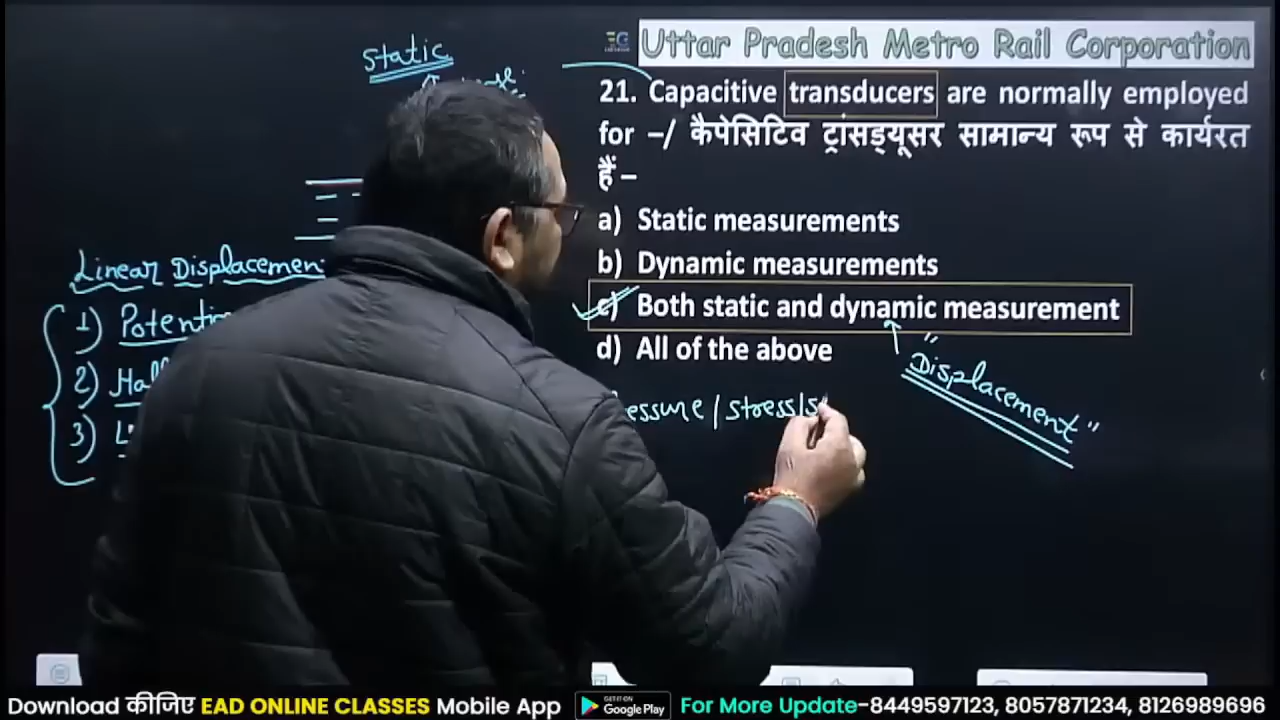 Uttar Pradesh Metro Rail Corporation
static
21. Capacitive transducers are normally employed
for –/ कैपेसिटिव ट्रांसड्यूसर सामान्य रूप से कार्यरत
हैं –
a) Static measurements
b) Dynamic measurements
c) Both static and dynamic measurement
d) All of the above
"Displacement"
essure / stress/s
Linear Displacemen
1) Potenti
2) Hal
3) L
Download कीजिए EAD ONLINE CLASSES Mobile App GET IT ON Google Play For More Update-8449597123, 8057871234, 8126989696